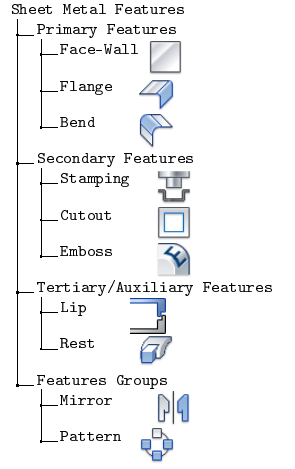 Sheet Metal Features
Primary Features
Face-Wall
Flange
Bend
Secondary Features
Stamping
Cutout
Emboss
E
Tertiary/Auxiliary Features
Lip
Rest
Features Groups
Mirror
Pattern